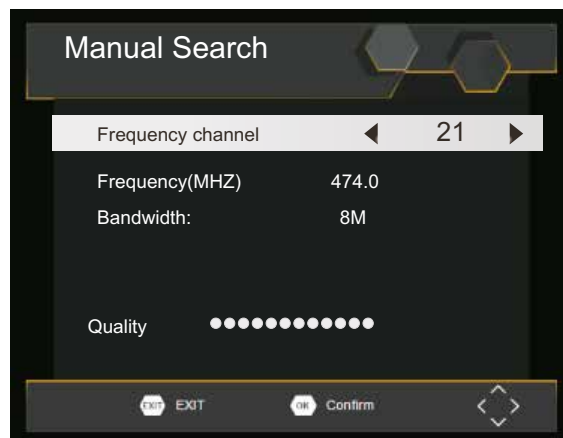 Manual Search
Frequency channel 21
Frequency(MHZ) 474.0
Bandwidth: 8M
Quality
EXIT EXIT OK Confirm